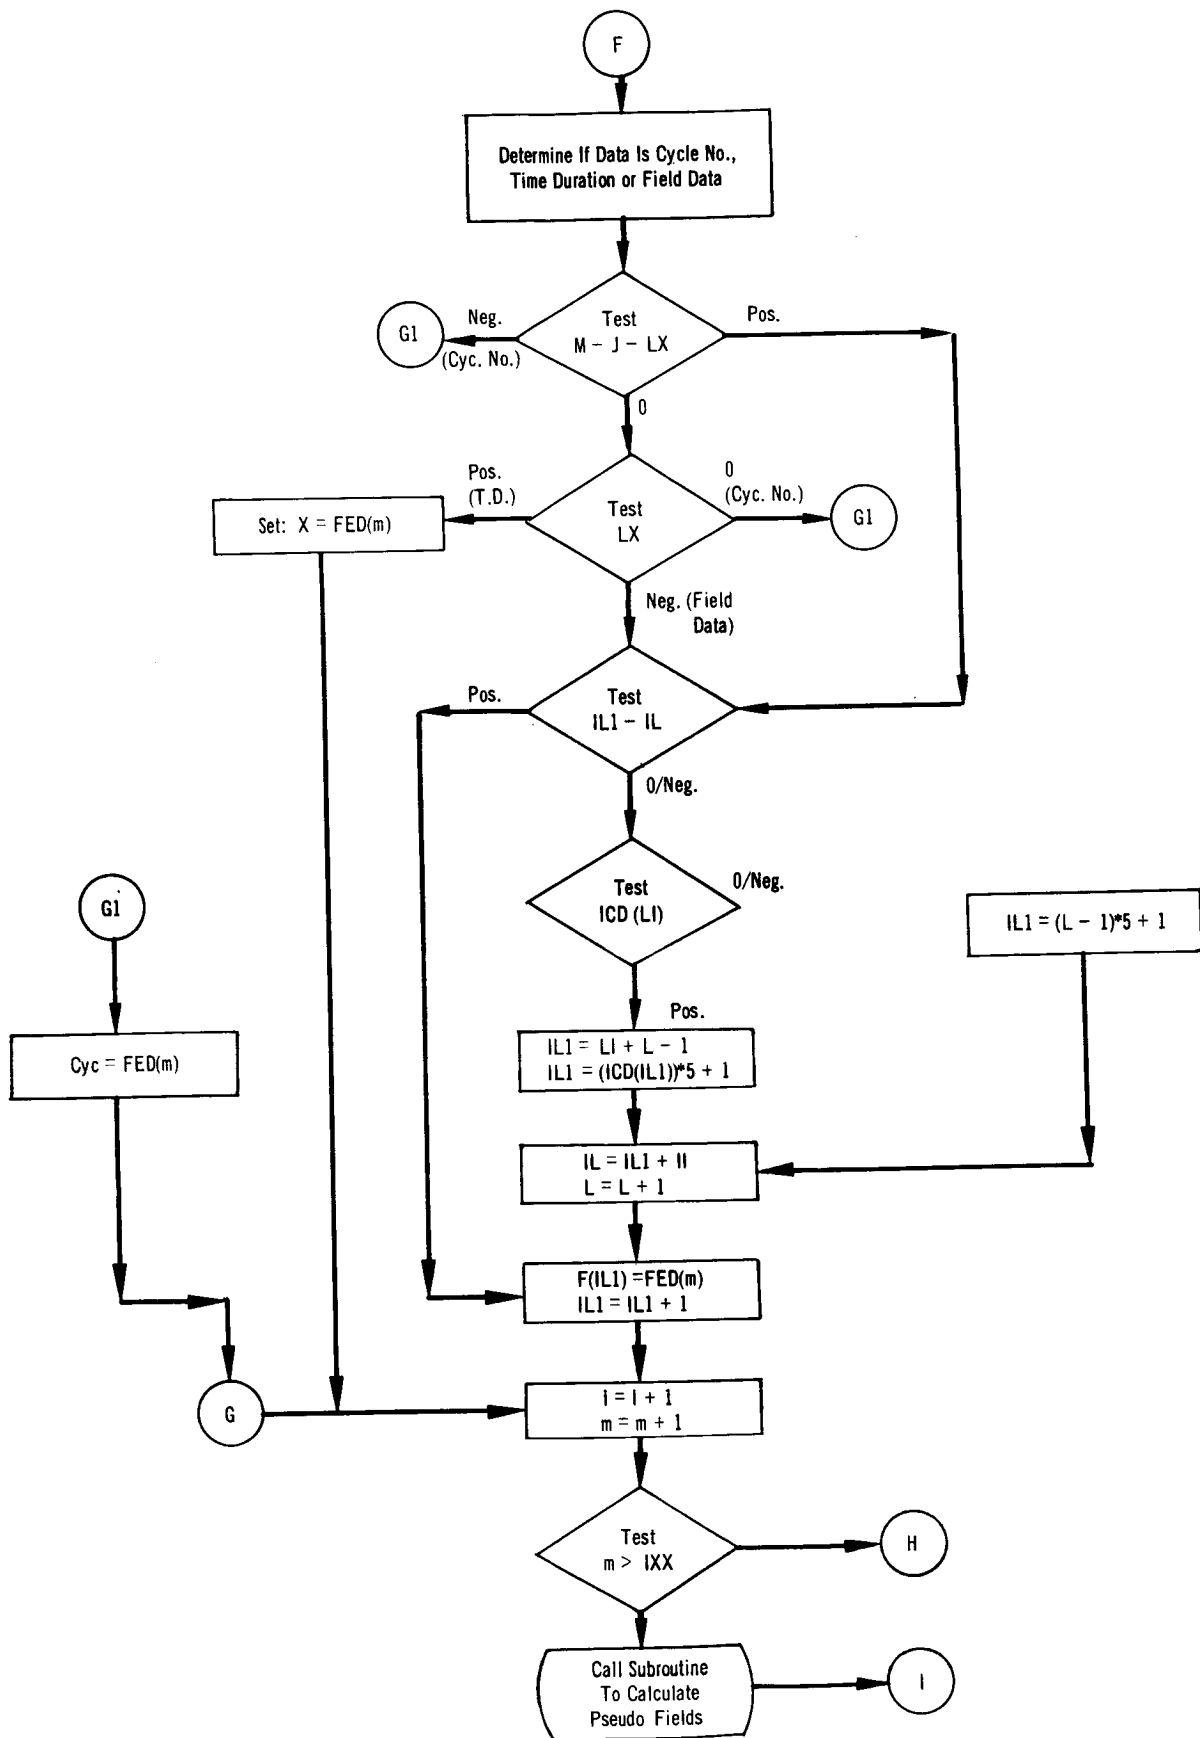 F
Determine If Data Is Cycle No.,
Time Duration or Field Data
Neg.
G1
(Cyc. No.)
Test
M – J – LX
Pos.
0
Pos.
(T.D.)
Set: X = FED(m)
Test
LX
0
(Cyc. No.)
G1
Neg. (Field
Data)
Pos.
Test
IL1 – IL
0/Neg.
Test
ICD (LI)
0/Neg.
G1
IL1 = (L – 1)*5 + 1
Pos.
Cyc = FED(m)
IL1 = LI + L – 1
IL1 = (ICD(IL1))*5 + 1
IL = IL1 + II
L = L + 1
F(IL1) =FED(m)
IL1 = IL1 + 1
G
I = I + 1
m = m + 1
Test
m > IXX
H
Call Subroutine
To Calculate
Pseudo Fields
I